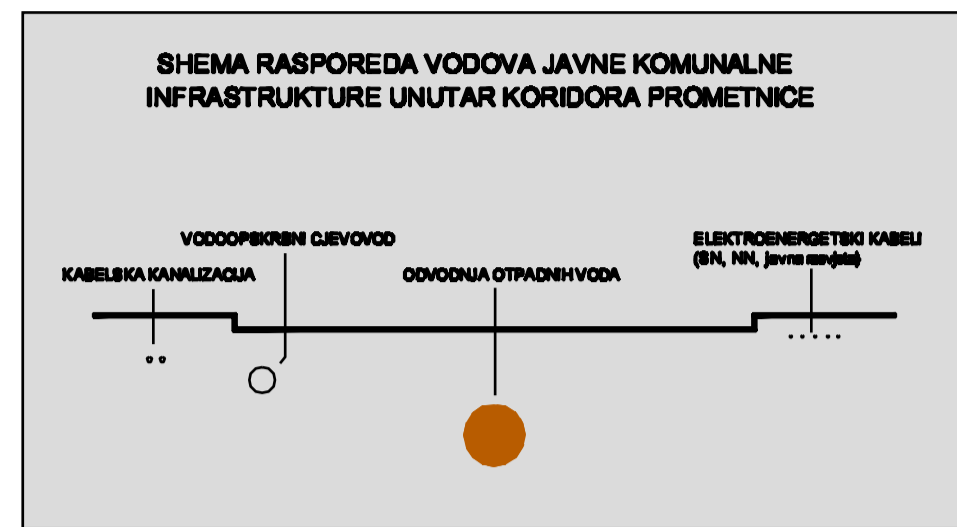 SHEMA RASPOREDA VODOVA JAVNE KOMUNALNE
INFRASTRUKTURE UNUTAR KORIDORA PROMETNICE
VODOOPSKRBNI CJEVOVOD
ELEKTROENERGETSKI KABELI
(SN, NN, javna rasvjeta)
KABELSKA KANALIZACIJA
ODVODNJA OTPADNIH VODA